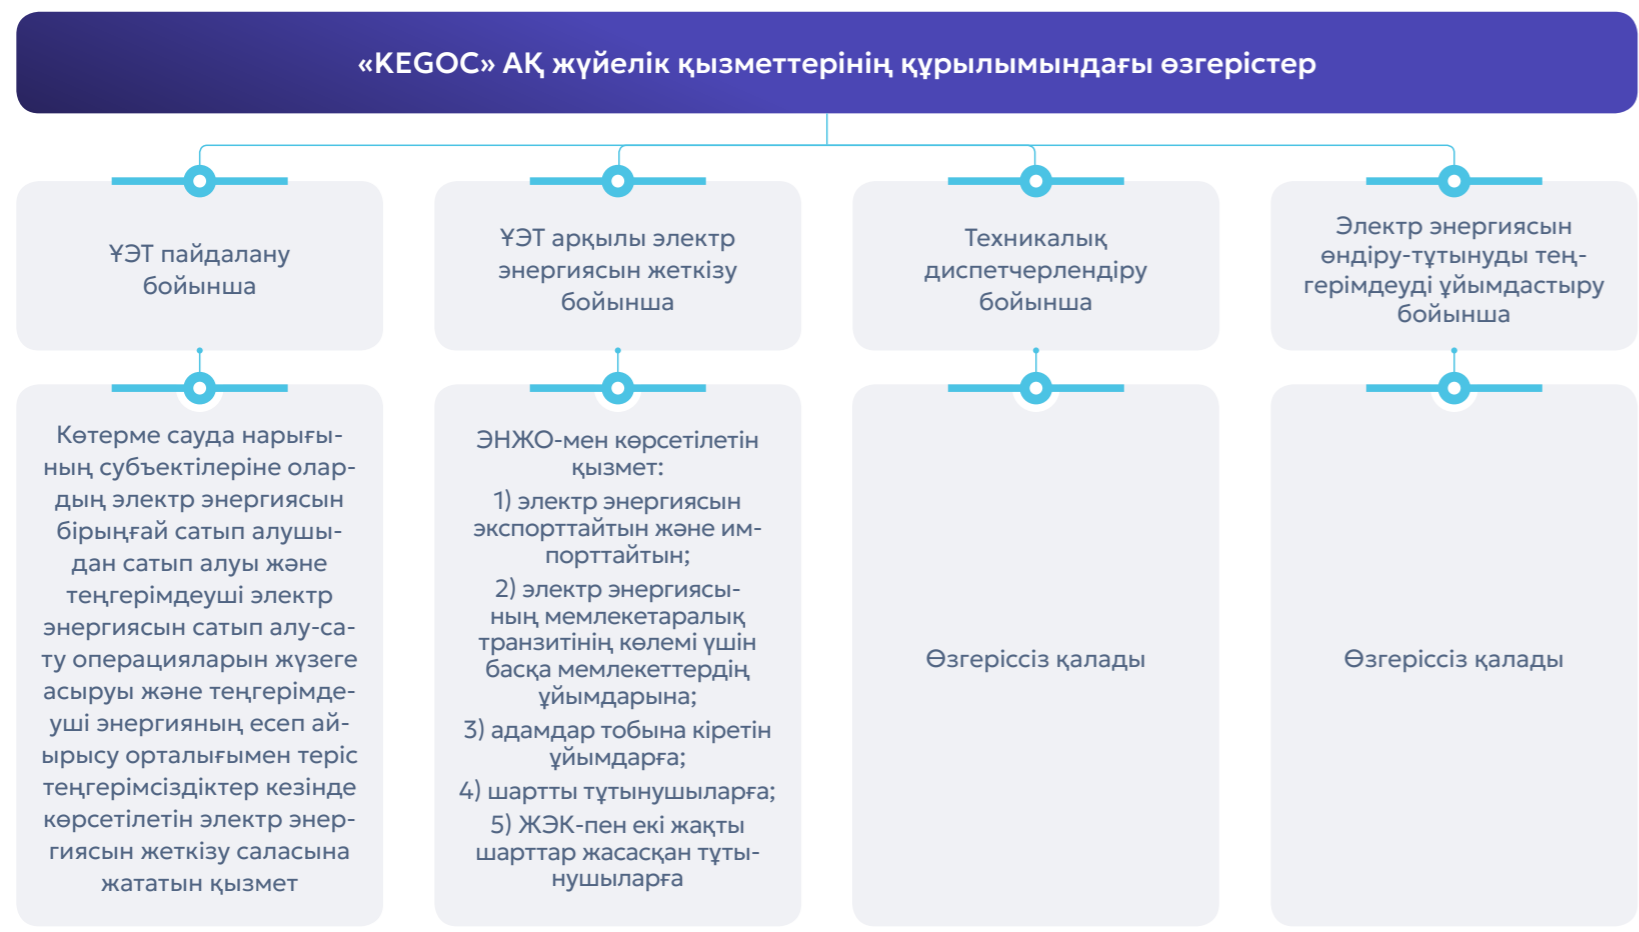 «KEGOC» АҚ жүйелік қызметтерінің құрылымындағы өзгерістер
ҰЭТ пайдалану
бойынша
ҰЭТ арқылы электр
энергиясын жеткізу
бойынша
Техникалық
диспетчерлендіру
бойынша
Электр энергиясын
өндіру-тұтынуды тең-
герімдеуді ұйымдастыру
бойынша
Көтерме сауда нарығы-
ның субъектілеріне олар-
дың электр энергиясын
бірыңғай сатып алушы-
дан сатып алуы және
теңгерімдеуші электр
энергиясын сатып алу-са-
ту операцияларын жүзеге
асыруы және теңгерімде-
уші энергияның есеп ай-
ырысу орталығымен теріс
теңгерімсіздіктер кезінде
көрсетілетін электр энер-
гиясын жеткізу саласына
жататын қызмет
ЭНЖО-мен көрсетілетін
қызмет:
1) электр энергиясын
экспорттайтын және им-
порттайтын;
2) электр энергиясы-
ның мемлекетаралық
транзитінің көлемі үшін
басқа мемлекеттердің
ұйымдарына;
3) адамдар тобына кіретін
ұйымдарға;
4) шартты тұтынушыларға;
5) ЖЭК-пен екі жақты
шарттар жасасқан тұты-
нушыларға
Өзгеріссіз қалады
Өзгеріссіз қалады